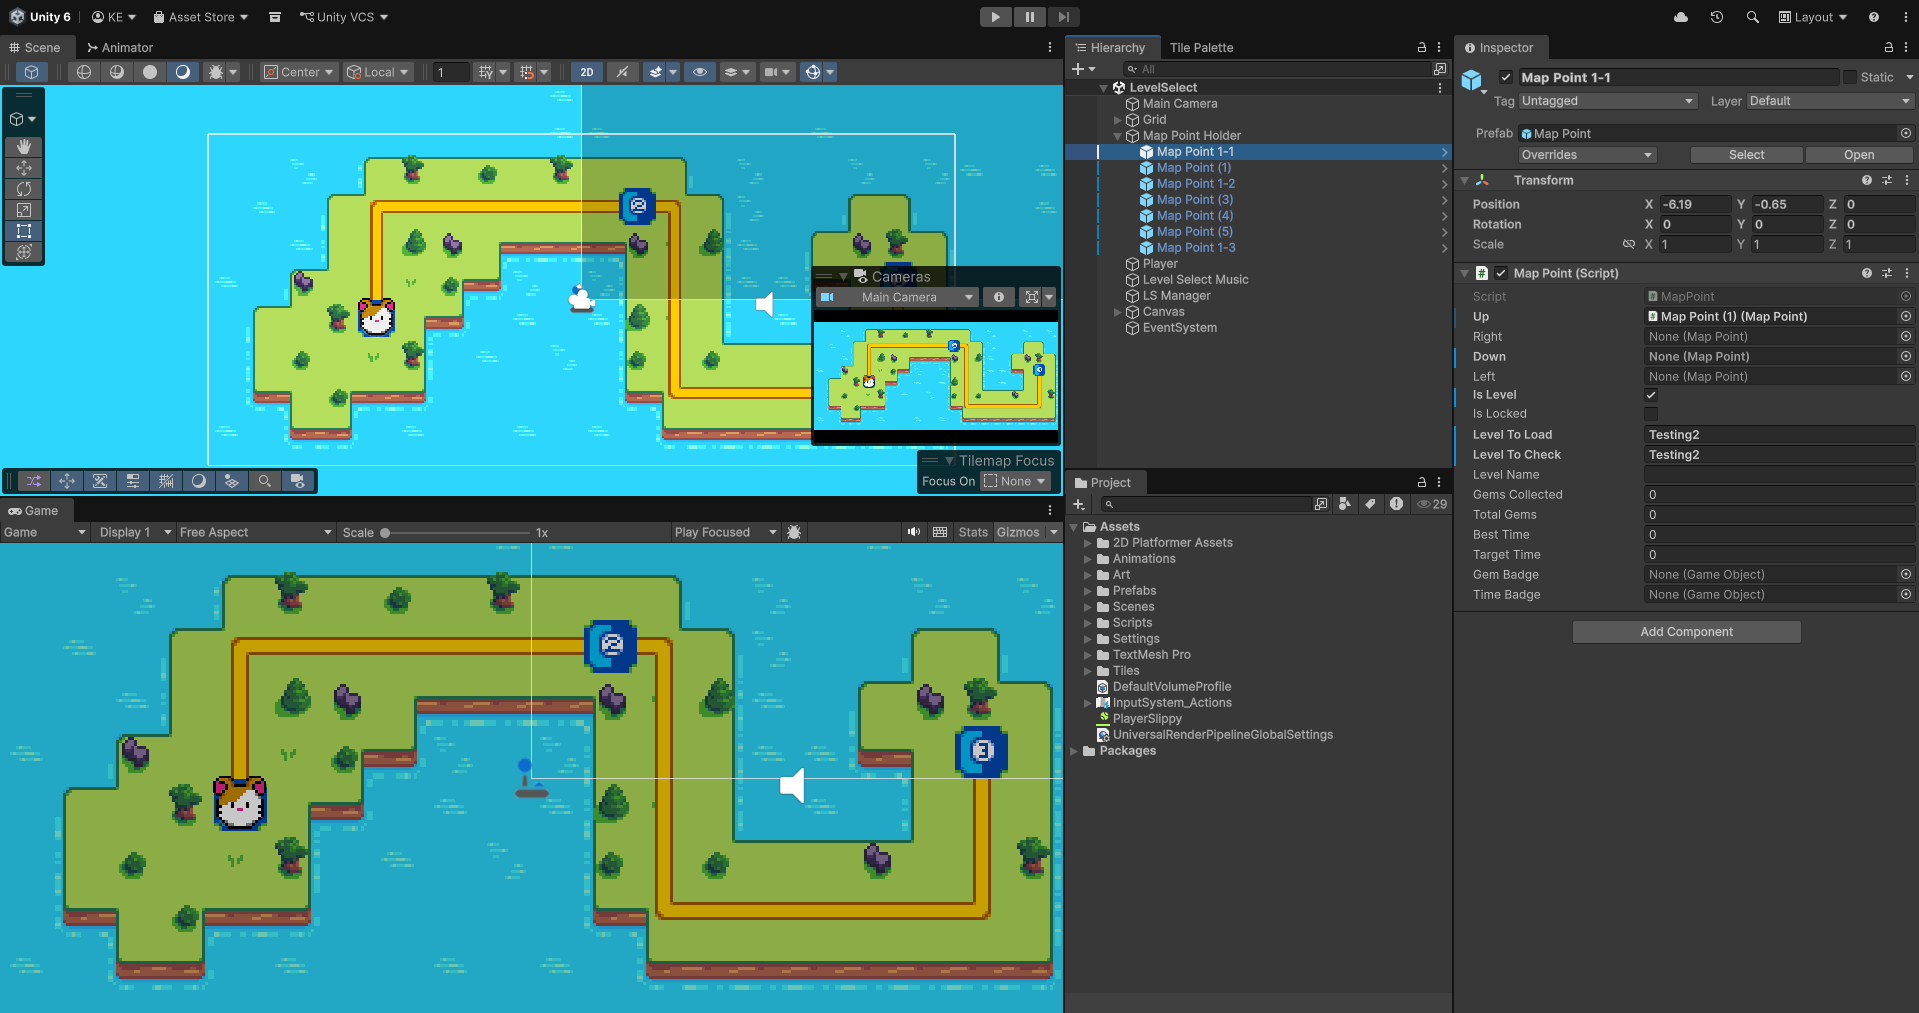 Unity 6
KE
Asset Store
Unity VCS
Layout
Scene
Animator
Center
Local
1
2D
Cameras
Main Camera
Tilemap Focus
Focus On
None
2
Game
Game
Display 1
Free Aspect
Scale
1x
Play Focused
Stats
Gizmos
2
3
Hierarchy
Tile Palette
All
LevelSelect
Main Camera
Grid
Map Point Holder
Map Point 1-1
Map Point (1)
Map Point 1-2
Map Point (3)
Map Point (4)
Map Point (5)
Map Point 1-3
Player
Level Select Music
LS Manager
Canvas
EventSystem
Project
29
Assets
2D Platformer Assets
Animations
Art
Prefabs
Scenes
Scripts
Settings
TextMesh Pro
Tiles
DefaultVolumeProfile
InputSystem_Actions
PlayerSlippy
UniversalRenderPipelineGlobalSettings
Packages
Inspector
Map Point 1-1
Static
Tag Untagged Layer Default
Prefab Map Point
Overrides Select Open
Transform
Position X -6.19 Y -0.65 Z 0
Rotation X 0 Y 0 Z 0
Scale X 1 Y 1 Z 1
# Map Point (Script)
Script MapPoint
Up Map Point (1) (Map Point)
Right None (Map Point)
Down None (Map Point)
Left None (Map Point)
Is Level
Is Locked
Level To Load Testing2
Level To Check Testing2
Level Name
Gems Collected 0
Total Gems 0
Best Time 0
Target Time 0
Gem Badge None (Game Object)
Time Badge None (Game Object)
Add Component